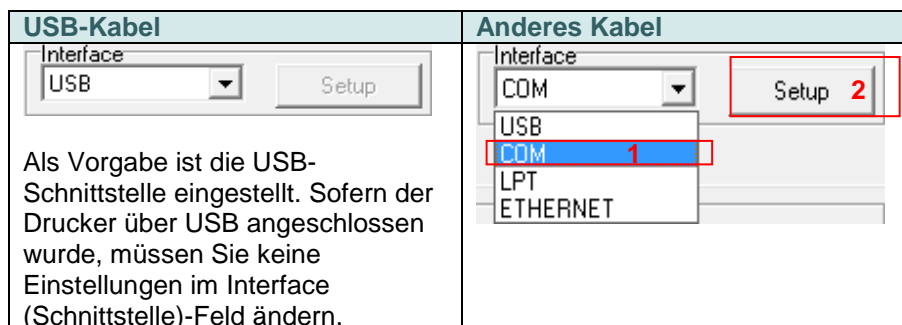 USB-Kabel
Interface
USB
Setup
Als Vorgabe ist die USB-
Schnittstelle eingestellt. Sofern der
Drucker über USB angeschlossen
wurde, müssen Sie keine
Einstellungen im Interface
(Schnittstelle)-Feld ändern.
Anderes Kabel
Interface
COM
Setup 2
USB
COM 1
LPT
ETHERNET